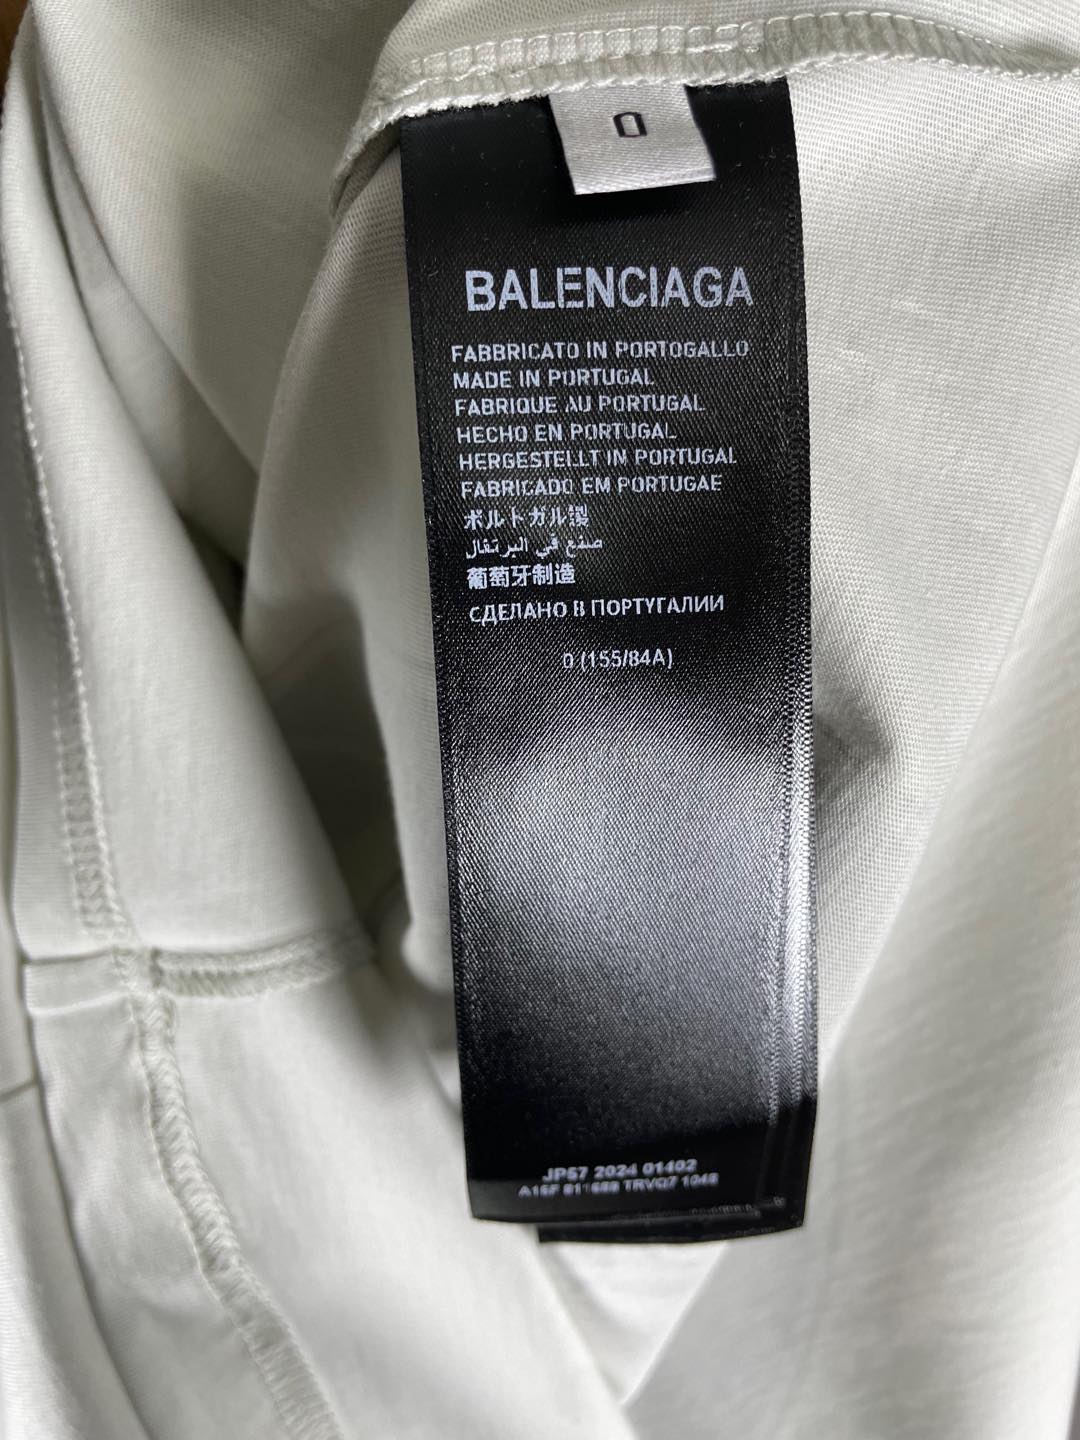 0
BALENCIAGA
FABBRICATO IN PORTOGALLO
MADE IN PORTUGAL
FABRIQUE AU PORTUGAL
HECHO EN PORTUGAL
HERGESTELLT IN PORTUGAL
FABRICADO EM PORTUGAE
ポルトガル製
صنع في البرتغال
葡萄牙制造
СДЕЛАНО В ПОРТУГАЛИИ
0 (155/84A)
JP57 2024 01402
TRVQ7 1048